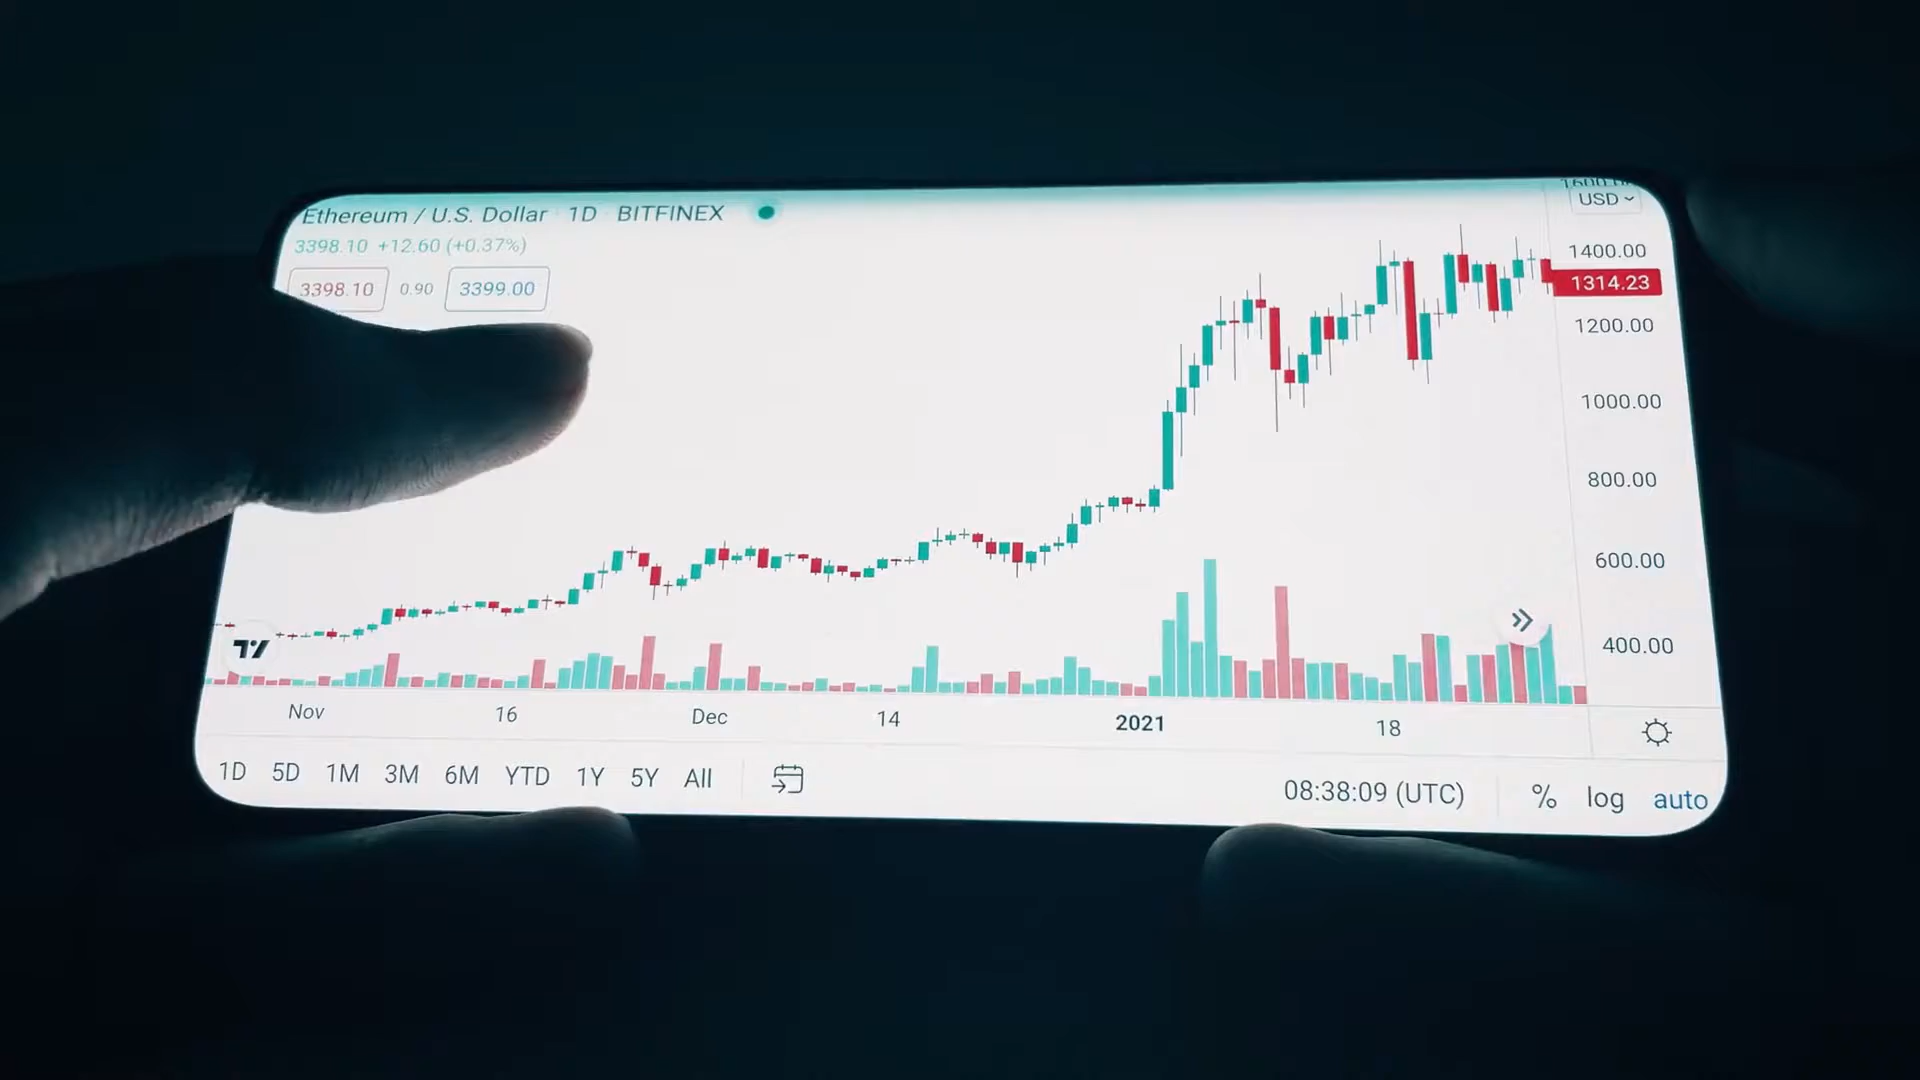 Ethereum / U.S. Dollar 1D BITFINEX
3398.10 +12.60 (+0.37%)
3398.10 0.90 3399.00
USD
1400.00
1314.23
1200.00
1000.00
800.00
600.00
400.00
Nov 16 Dec 14 2021 18
1D 5D 1M 3M 6M YTD 1Y 5Y All
08:38:09 (UTC) % log auto